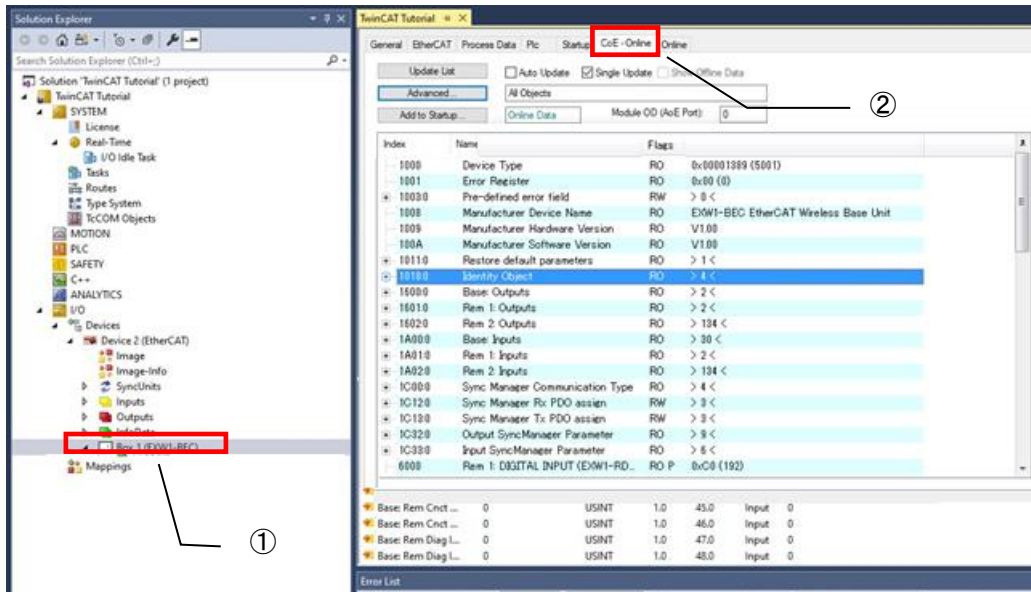 Solution Explorer
Search Solution Explorer (Ctrl+;)
Solution 'TwinCAT Tutorial' (1 project)
TwinCAT Tutorial
SYSTEM
License
Real-Time
I/O Idle Task
Tasks
Routes
Type System
TcCOM Objects
MOTION
PLC
SAFETY
C++
ANALYTICS
I/O
Devices
Device 2 (EtherCAT)
Image
Image-Info
SyncUnits
Inputs
Outputs
InfoData
Box 1 (EXW1-BEC)
Mappings
①
TwinCAT Tutorial
General EtherCAT Process Data Plc Startup CoE - Online Online
Update List Auto Update Single Update Show Offline Data
Advanced... All Objects
Add to Startup... Online Data Module OD (AoE Port): 0
②
Index Name Flags
1000 Device Type RO 0x00001389 (5001)
1001 Error Register RO 0x00 (0)
1003:0 Pre-defined error field RW > 0 <
1008 Manufacturer Device Name RO EXW1-BEC EtherCAT Wireless Base Unit
1009 Manufacturer Hardware Version RO V1.00
100A Manufacturer Software Version RO V1.00
1011:0 Restore default parameters RO > 1 <
1018:0 Identity Object RO > 4 <
1600:0 Base: Outputs RO > 2 <
1601:0 Rem 1: Outputs RO > 2 <
1602:0 Rem 2: Outputs RO > 134 <
1A00:0 Base: Inputs RO > 30 <
1A01:0 Rem 1: Inputs RO > 2 <
1A02:0 Rem 2: Inputs RO > 134 <
1C00:0 Sync Manager Communication Type RO > 4 <
1C12:0 Sync Manager Rx PDO assign RW > 3 <
1C13:0 Sync Manager Tx PDO assign RW > 3 <
1C32:0 Output SyncManager Parameter RO > 9 <
1C33:0 Input SyncManager Parameter RO > 6 <
6000 Rem 1: DIGITAL INPUT (EXW1-RD... RO P 0xC0 (192)
Base: Rem Cnct ... 0 USINT 1.0 45.0 Input 0
Base: Rem Cnct ... 0 USINT 1.0 46.0 Input 0
Base: Rem Diag I... 0 USINT 1.0 47.0 Input 0
Base: Rem Diag I... 0 USINT 1.0 48.0 Input 0
Error List